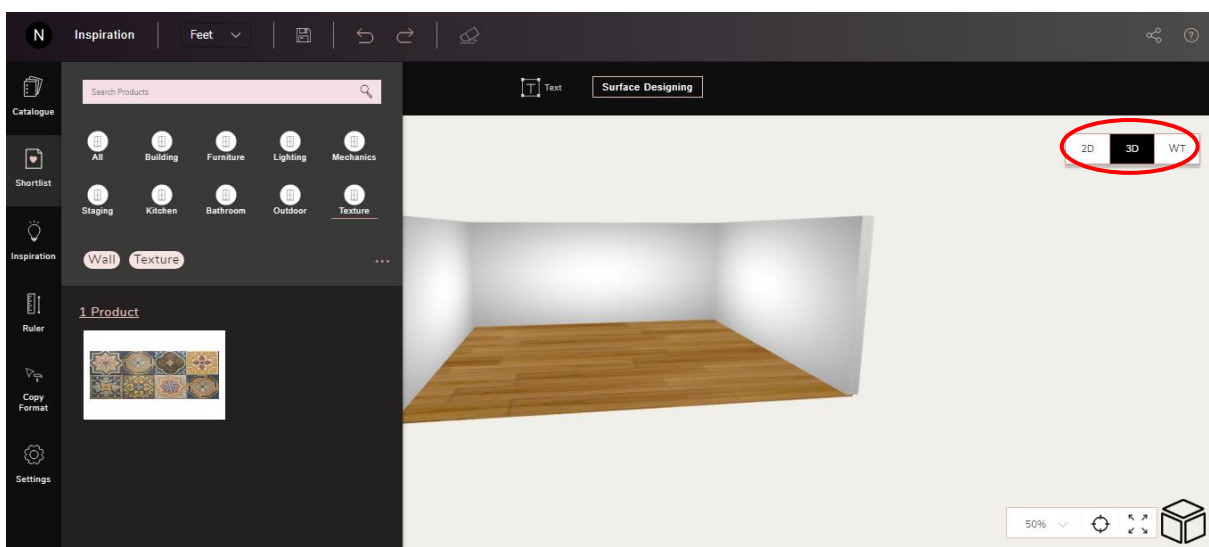 N Inspiration Feet
Catalogue
Shortlist
Inspiration
Ruler
Copy
Format
Settings
Search Products
All Building Furniture Lighting Mechanics
Staging Kitchen Bathroom Outdoor Texture
Wall Texture
1 Product
T Text Surface Designing
2D 3D WT
50%